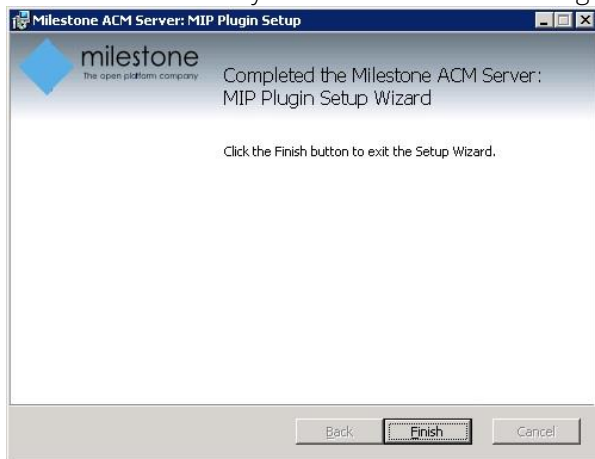 Milestone ACM Server: MIP Plugin Setup
milestone
The open platform company
Completed the Milestone ACM Server:
MIP Plugin Setup Wizard
Click the Finish button to exit the Setup Wizard.
Back Finish Cancel